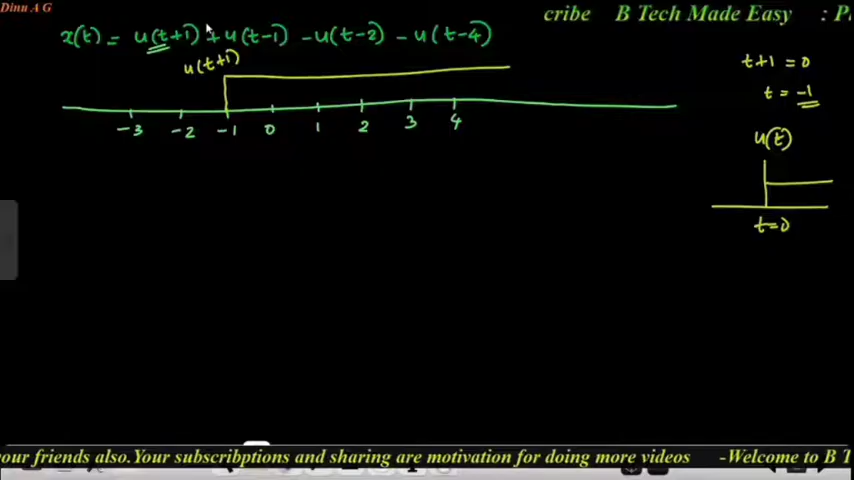 Dinu A G
cribe B Tech Made Easy : P
x(t) = u(t+1) + u(t-1) - u(t-2) - u(t-4)
u(t+1)
t+1 = 0
t = -1
-3 -2 -1 0 1 2 3 4
u(t)
t=0
our friends also.Your subscribptions and sharing are motivation for doing more videos -Welcome to B T